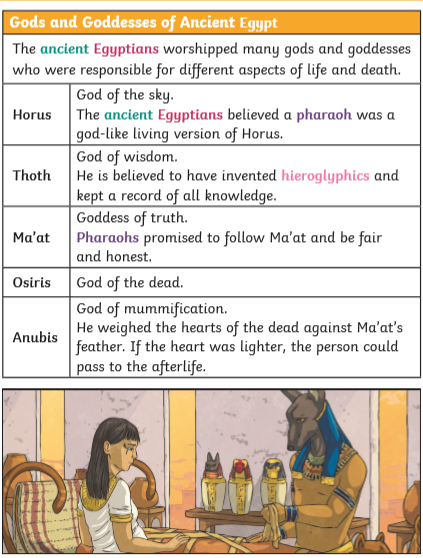 Gods and Goddesses of Ancient Egypt
The ancient Egyptians worshipped many gods and goddesses
who were responsible for different aspects of life and death.
Horus
God of the sky.
The ancient Egyptians believed a pharaoh was a
god-like living version of Horus.
Thoth
God of wisdom.
He is believed to have invented hieroglyphics and
kept a record of all knowledge.
Ma'at
Goddess of truth.
Pharaohs promised to follow Ma'at and be fair
and honest.
Osiris
God of the dead.
Anubis
God of mummification.
He weighed the hearts of the dead against Ma'at's
feather. If the heart was lighter, the person could
pass to the afterlife.